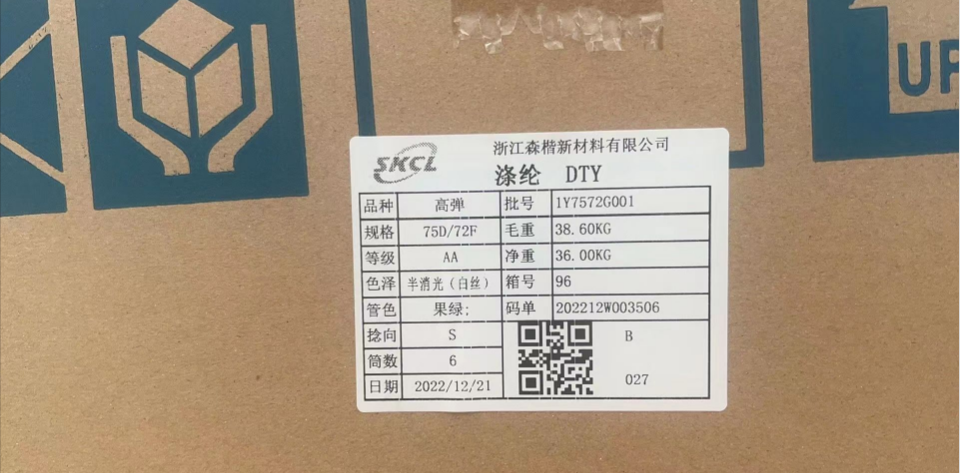 UP
SKCL
浙江森楷新材料有限公司
涤纶 DTY
品种 高弹 批号 1Y7572G001
规格 75D/72F 毛重 38.60KG
等级 AA 净重 36.00KG
色泽 半消光（白丝） 箱号 96
管色 果绿; 码单 202212W003506
捻向 S B
筒数 6
日期 2022/12/21 027